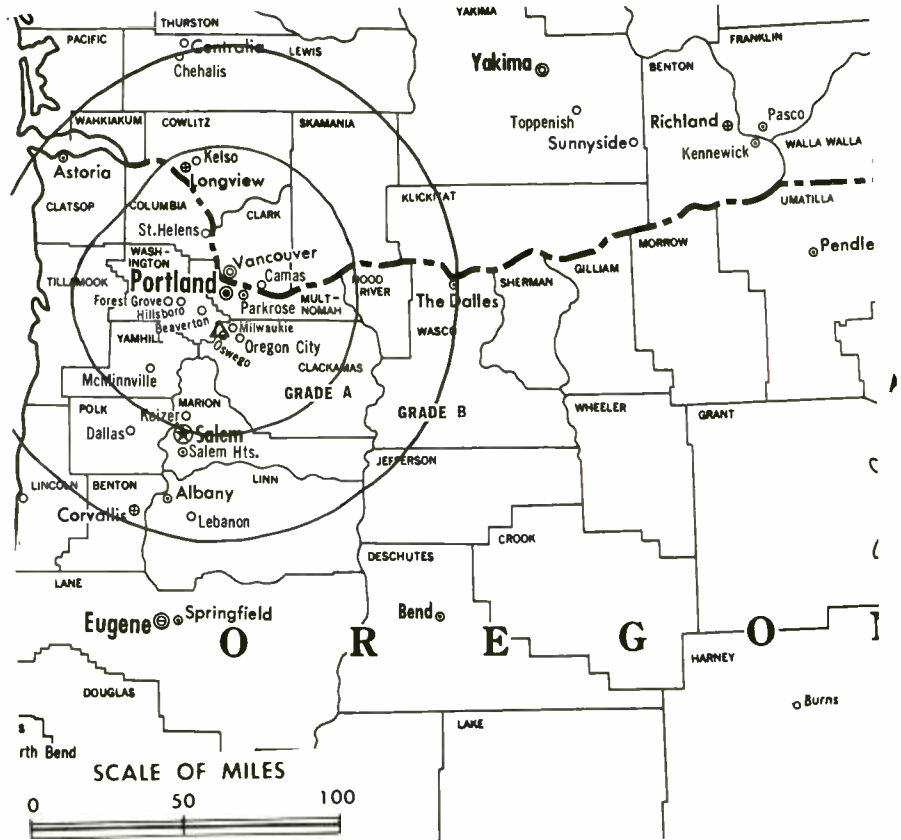 THURSTON
YAKIMA
PACIFIC
Centralia
LEWIS
FRANKLIN
Chehalis
Yakima
BENTON
WAHKIAKUM
COWLITZ
SKAMANIA
Toppenish
Richland
Pasco
Sunnyside
Kennewick
WALLA WALLA
Kelso
Astoria
Longview
KLICKITAT
UMATILLA
CLATSOP
COLUMBIA
CLARK
St. Helens
MORROW
WASH-
INGTON
Vancouver
GILLIAM
Pendle
TILLAMOOK
Portland
Camas
HOOD
RIVER
SHERMAN
Forest Grove
Parkrose
MULT-
NOMAH
The Dalles
Hillsboro
Beaverton
Milwaukie
WASCO
YAMHILL
Oswego
Oregon City
CLACKAMAS
McMinnville
GRADE A
MARION
POLK
Keizer
GRADE B
WHEELER
GRANT
Dallas
Salem
Salem Hts.
JEFFERSON
LINN
LINCOLN
BENTON
Albany
Corvallis
Lebanon
CROOK
DESCHUTES
LANE
Eugene
Springfield
Bend
O R E G O
HARNEY
DOUGLAS
Burns
LAKE
s
rth Bend
SCALE OF MILES
0 50 100